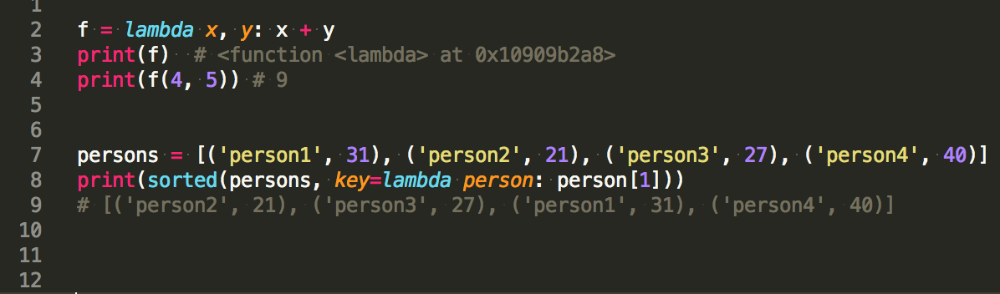 1
2 f = lambda x, y: x + y
3 print(f)  # <function <lambda> at 0x10909b2a8>
4 print(f(4, 5)) # 9
5
6
7 persons = [('person1', 31), ('person2', 21), ('person3', 27), ('person4', 40)]
8 print(sorted(persons, key=lambda person: person[1]))
9 # [('person2', 21), ('person3', 27), ('person1', 31), ('person4', 40)]
10
11
12